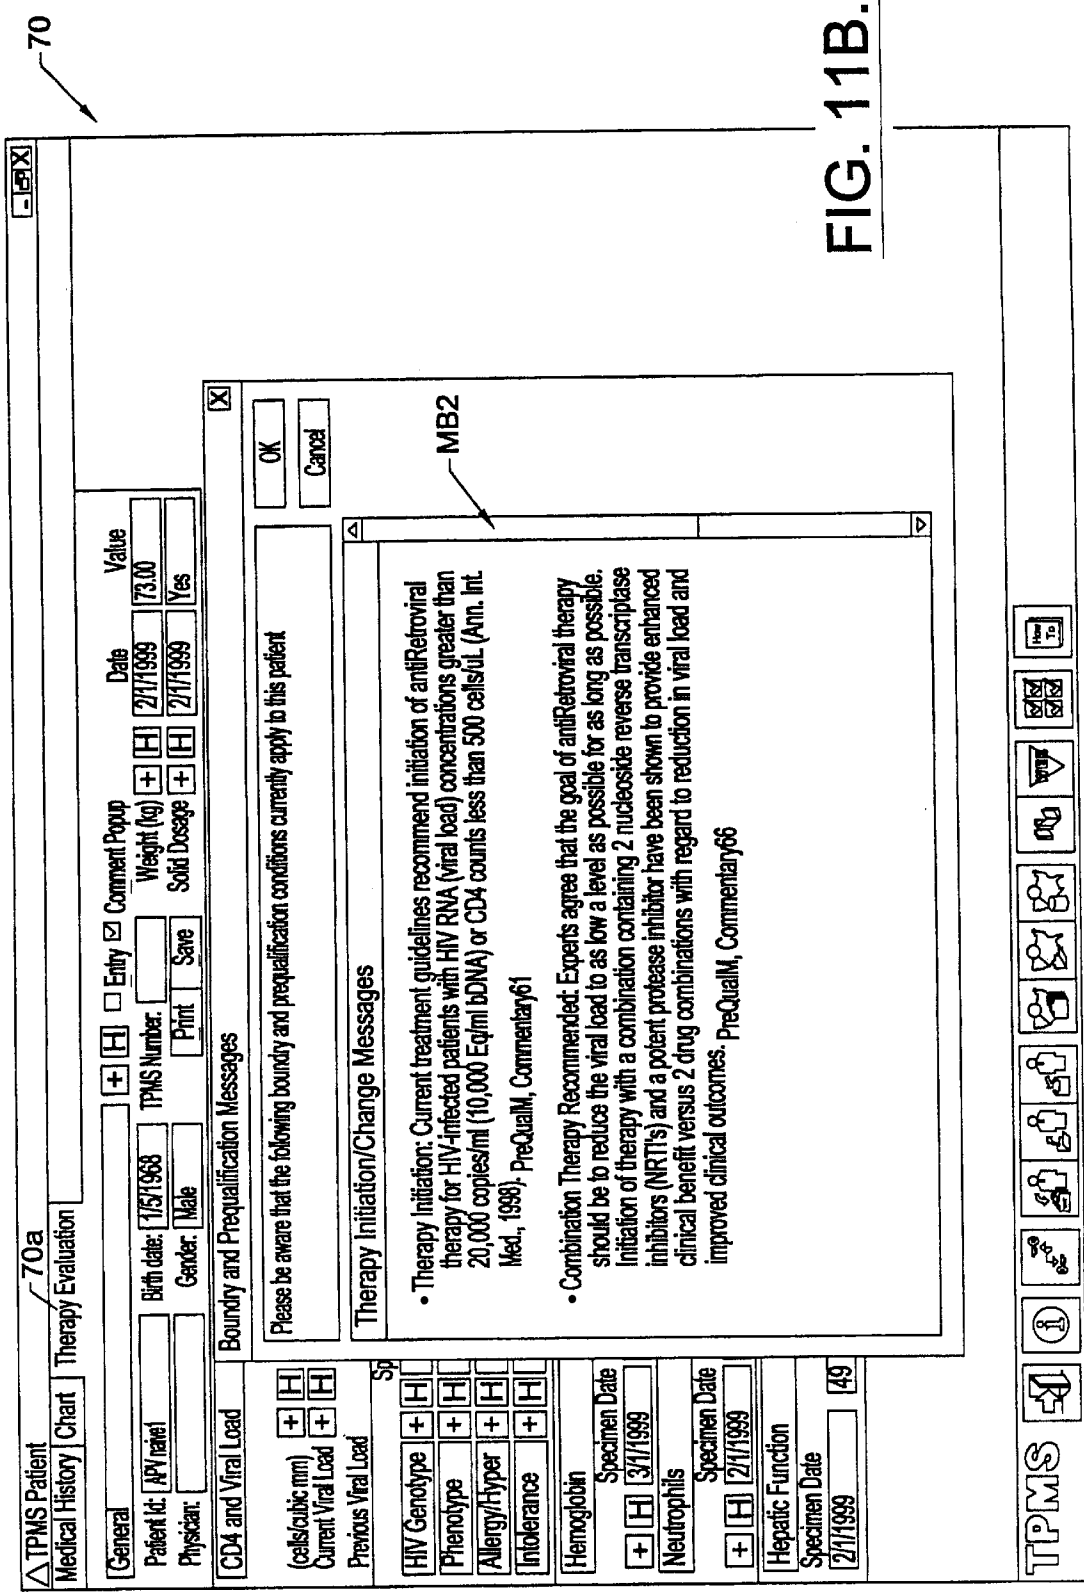 70
△TPMS Patient
70a
Medical History Chart Therapy Evaluation
General + H Entry Comment Popup Date Value
Patient Id: APV naive1 Birth date: 1/5/1968 TPMS Number: Weight (kg) + H 2/1/1999 73.00
Physician: Gender: Male Print Save Solid Dosage + H 2/1/1999 Yes
CD4 and Viral Load
Boundry and Prequalification Messages
Please be aware that the following boundry and prequalification conditions currently apply to this patient
OK
Cancel
Therapy Initiation/Change Messages
MB2
• Therapy Initiation: Current treatment guidelines recommend initiation of antiRetroviral
therapy for HIV-infected patients with HIV RNA (viral load) concentrations greater than
20,000 copies/ml (10,000 Eq/ml bDNA) or CD4 counts less than 500 cells/uL (Ann. Int.
Med., 1998). PreQualM, Commentary61
• Combination Therapy Recommended: Experts agree that the goal of antiRetroviral therapy
should be to reduce the viral load to as low a level as possible for as long as possible.
Initiation of therapy with a combination containing 2 nucleoside reverse transcriptase
inhibitors (NRTI's) and a potent protease inhibitor have been shown to provide enhanced
clinical benefit versus 2 drug combinations with regard to reduction in viral load and
improved clinical outcomes. PreQualM, Commentary66
(cells/cubic mm) + H
Current Viral Load + H
Previous Viral Load
Sp
HIV Genotype + H
Phenotype + H
Allergy/Hyper + H
Intolerance + H
Hemoglobin
Specimen Date
+ H 3/1/1999
Neutrophils
Specimen Date
+ H 2/1/1999
Hepatic Function
Specimen Date
2/1/1999 49
TPMS
How To
FIG. 11B.